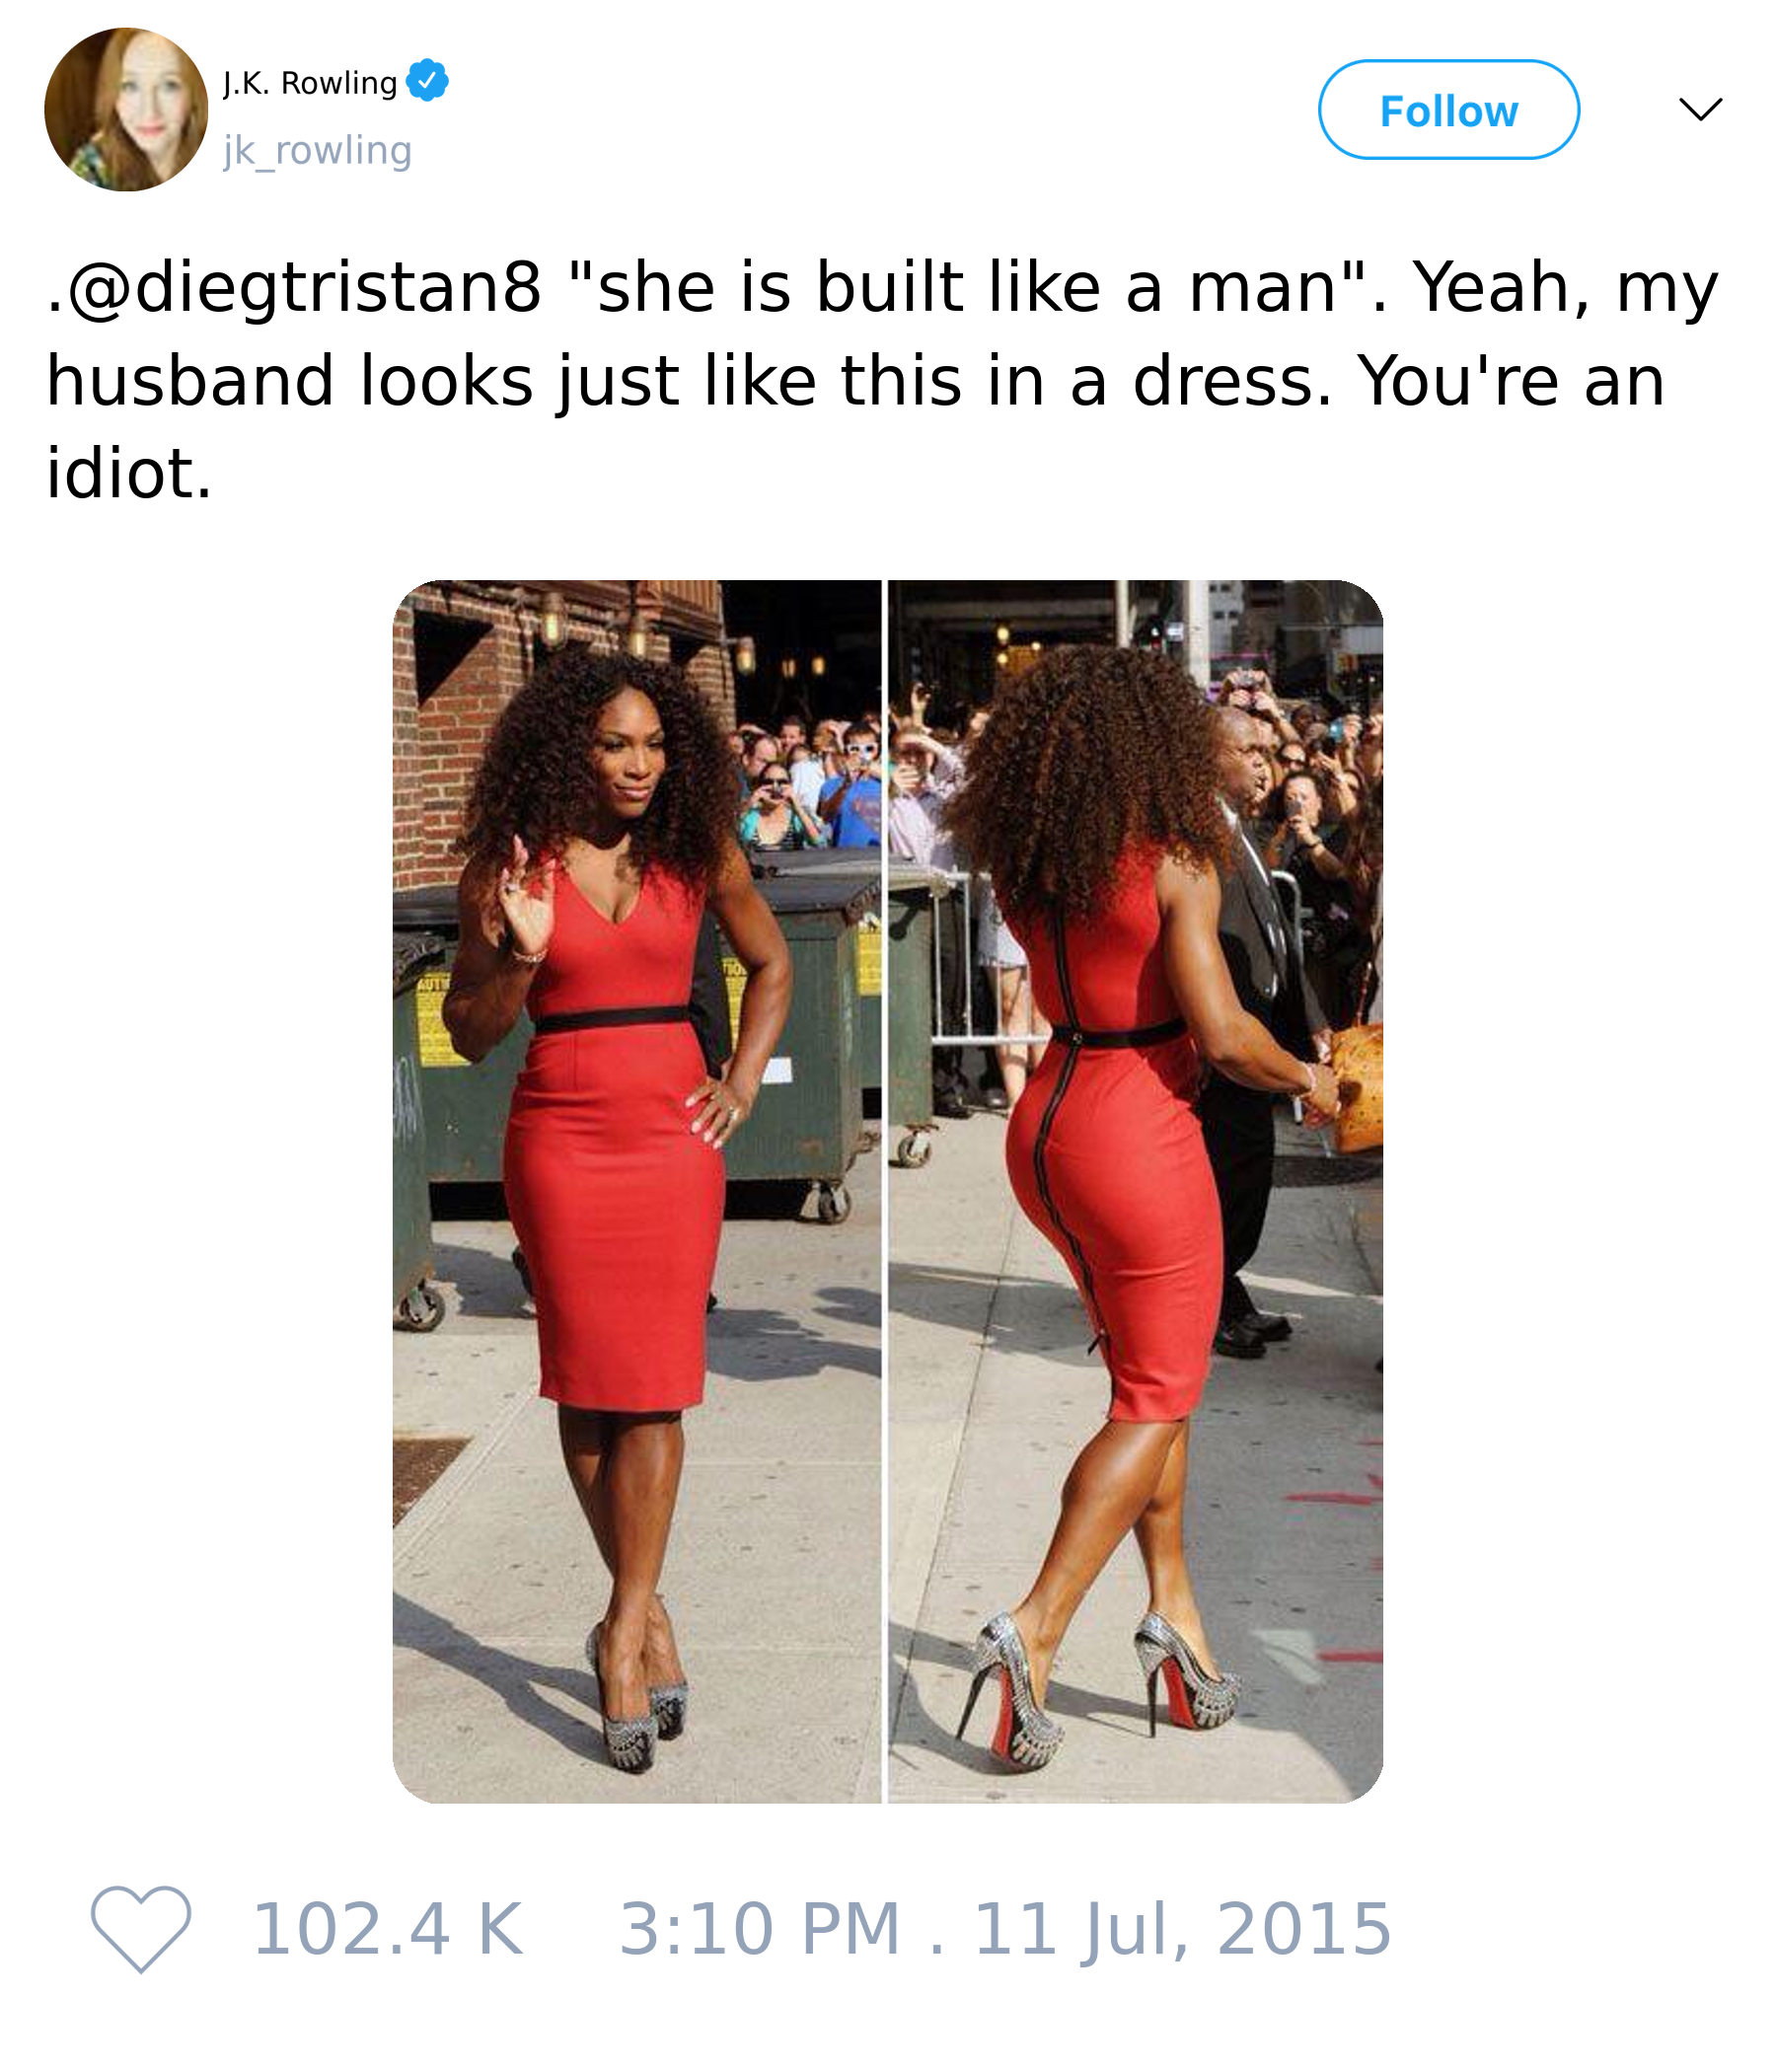 J.K. Rowling
jk_rowling
Follow
.@diegtristan8 "she is built like a man". Yeah, my
husband looks just like this in a dress. You're an
idiot.
102.4 K 3:10 PM . 11 Jul, 2015